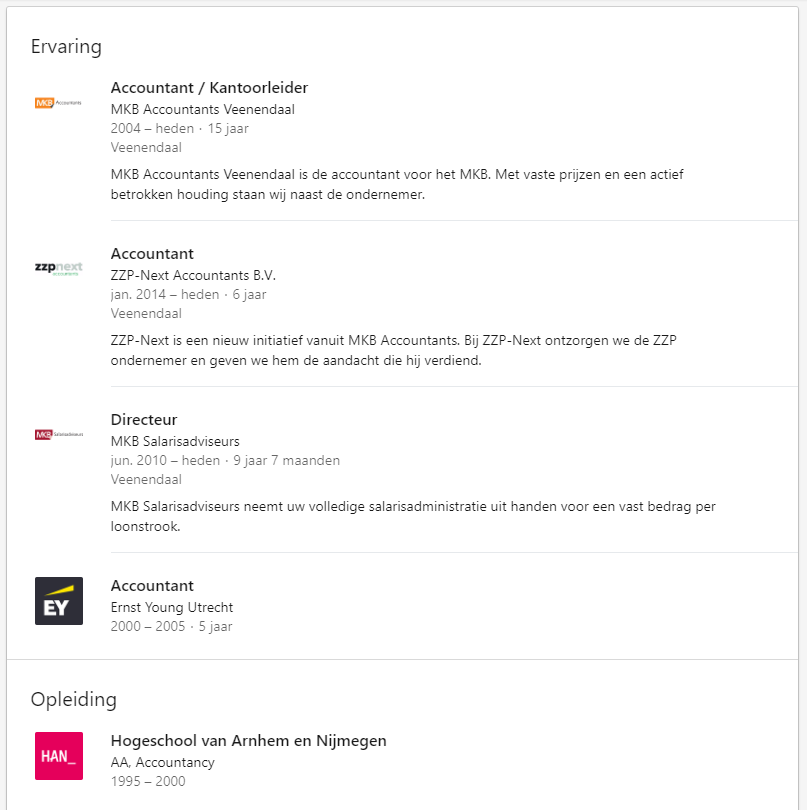 Ervaring
MKB Accountants
Accountant / Kantoorleider
MKB Accountants Veenendaal
2004 – heden · 15 jaar
Veenendaal
MKB Accountants Veenendaal is de accountant voor het MKB. Met vaste prijzen en een actief
betrokken houding staan wij naast de ondernemer.
zzpnext
accountants
Accountant
ZZP-Next Accountants B.V.
jan. 2014 – heden · 6 jaar
Veenendaal
ZZP-Next is een nieuw initiatief vanuit MKB Accountants. Bij ZZP-Next ontzorgen we de ZZP
ondernemer en geven we hem de aandacht die hij verdiend.
MKB Salarisadviseurs
Directeur
MKB Salarisadviseurs
jun. 2010 – heden · 9 jaar 7 maanden
Veenendaal
MKB Salarisadviseurs neemt uw volledige salarisadministratie uit handen voor een vast bedrag per
loonstrook.
EY
Accountant
Ernst Young Utrecht
2000 – 2005 · 5 jaar
Opleiding
HAN_
Hogeschool van Arnhem en Nijmegen
AA, Accountancy
1995 – 2000